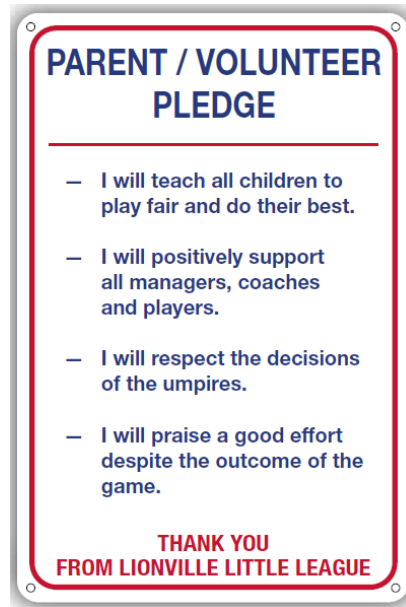 PARENT / VOLUNTEER
PLEDGE
— I will teach all children to
play fair and do their best.
— I will positively support
all managers, coaches
and players.
— I will respect the decisions
of the umpires.
— I will praise a good effort
despite the outcome of the
game.
THANK YOU
FROM LIONVILLE LITTLE LEAGUE